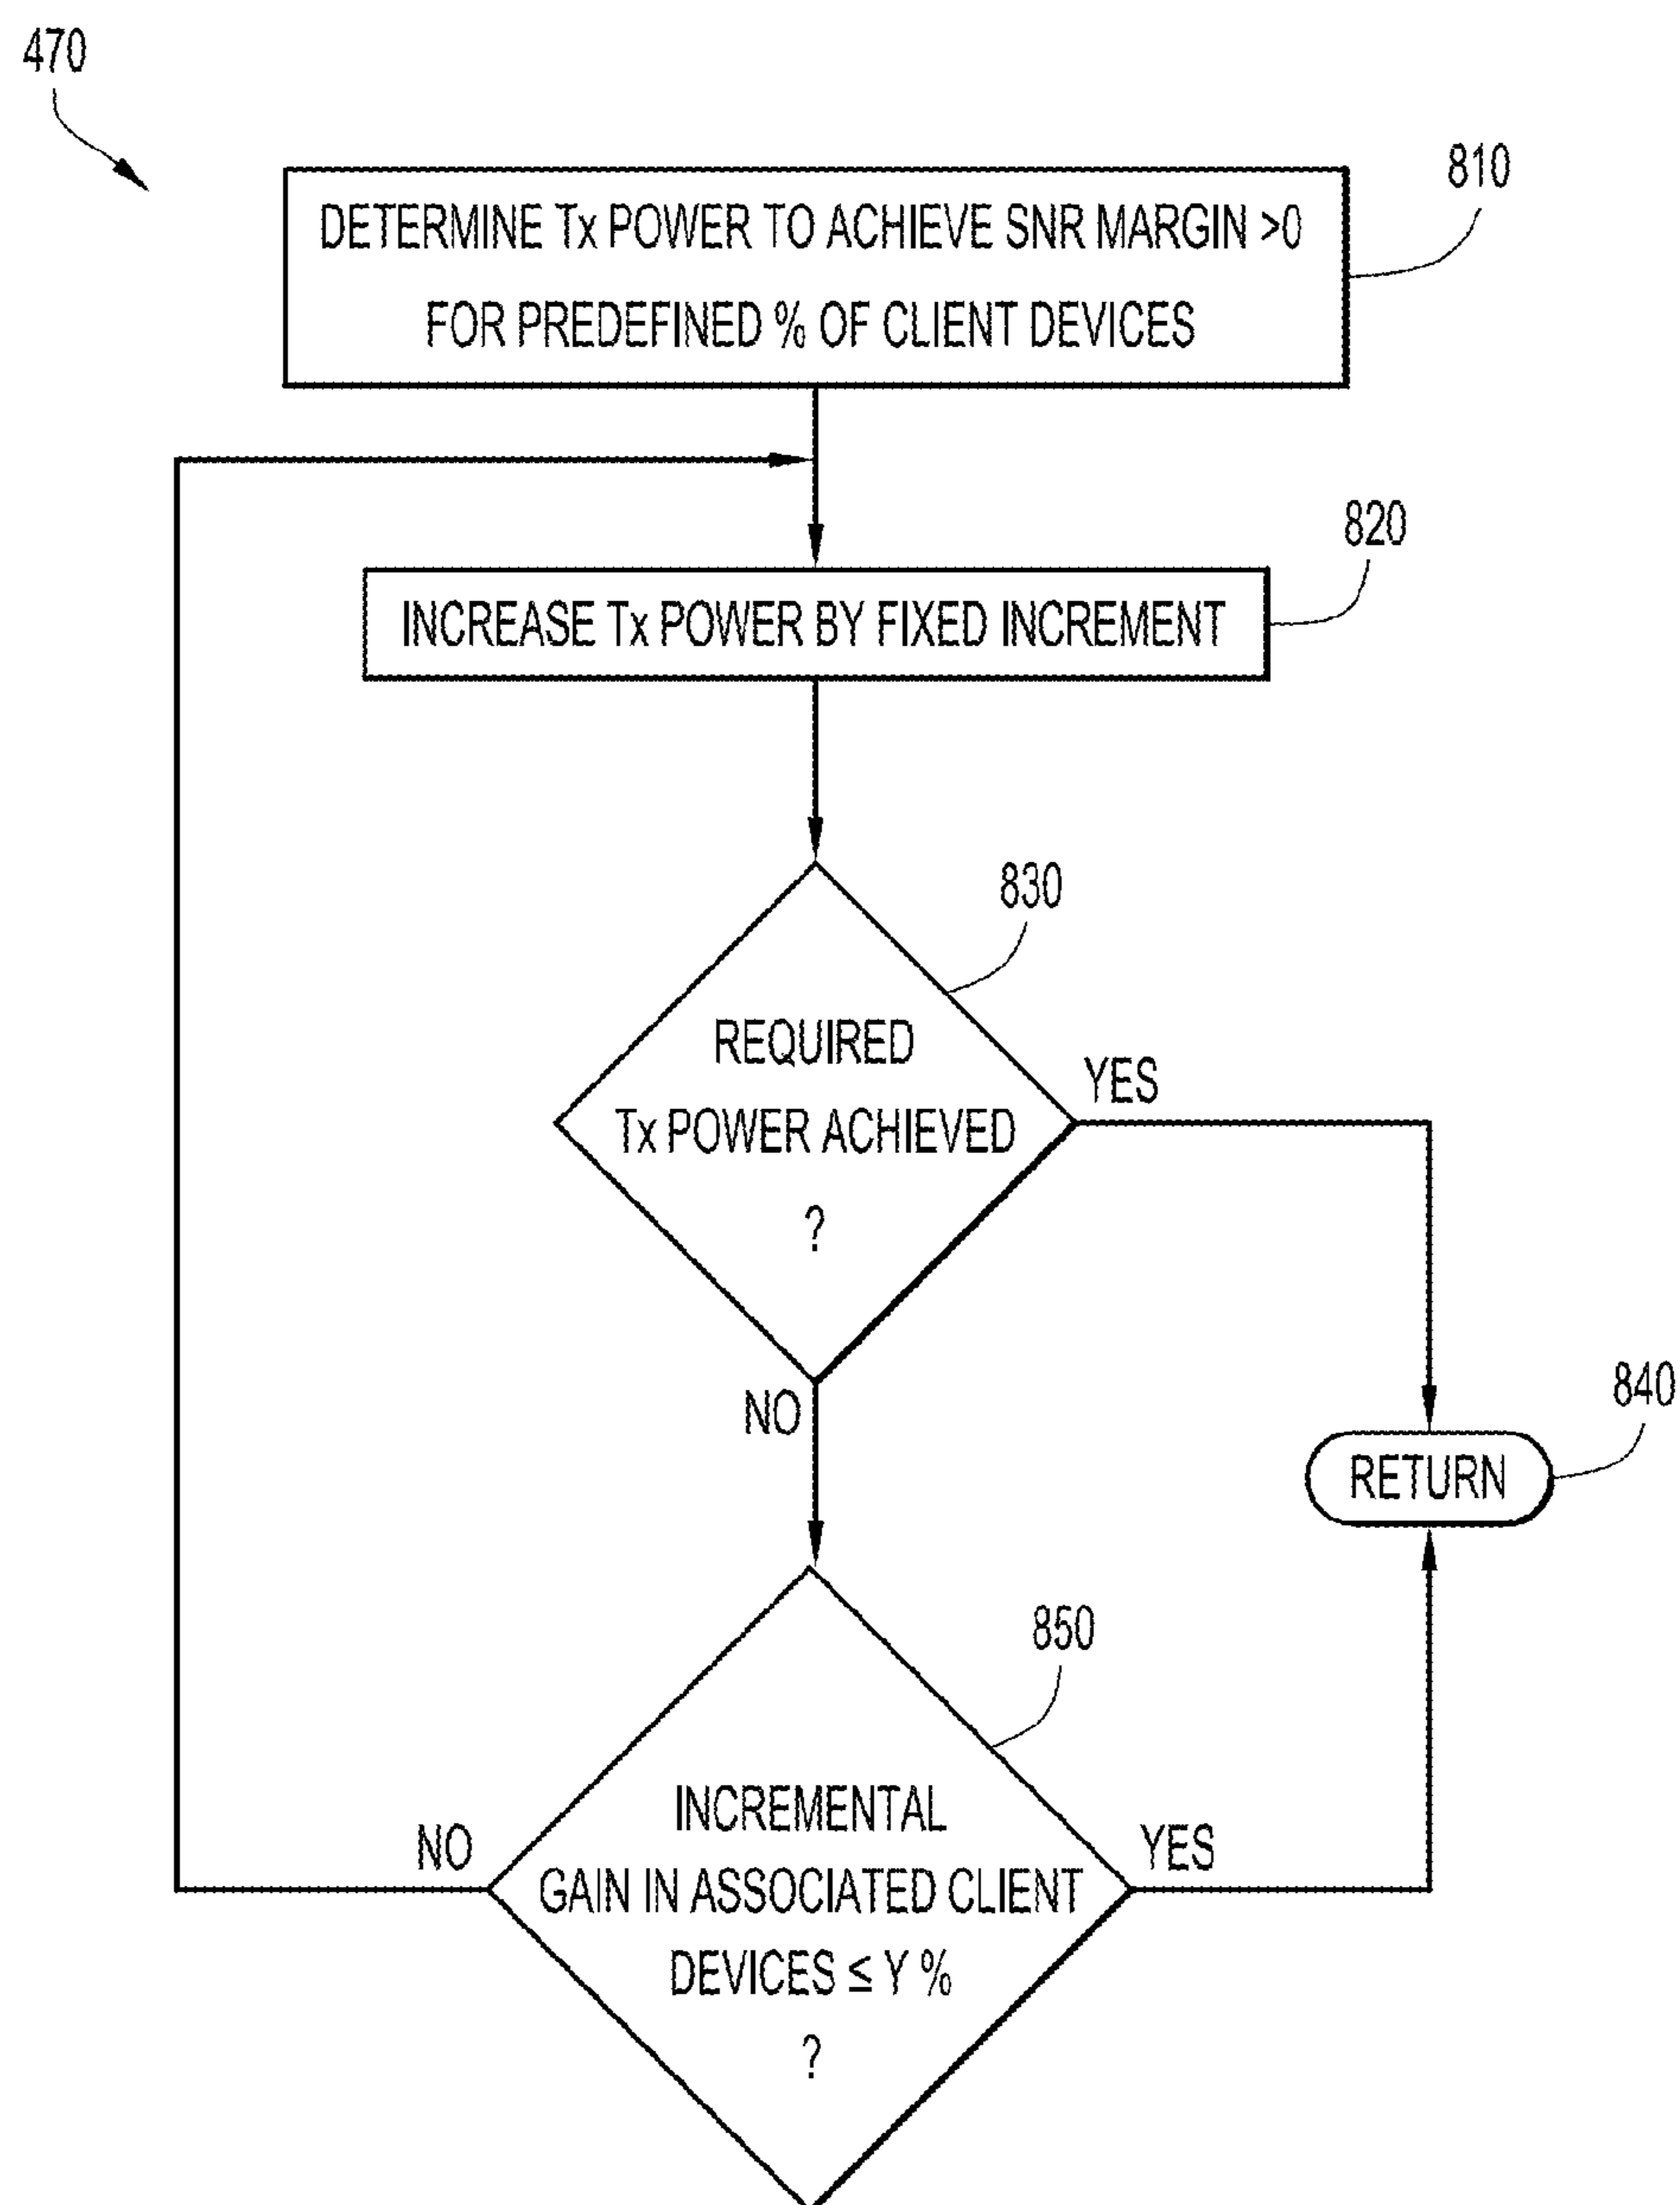 470
810
DETERMINE Tx POWER TO ACHIEVE SNR MARGIN >0
FOR PREDEFINED % OF CLIENT DEVICES
820
INCREASE Tx POWER BY FIXED INCREMENT
830
REQUIRED
Tx POWER ACHIEVED
?
YES
NO
840
RETURN
850
INCREMENTAL
GAIN IN ASSOCIATED CLIENT
DEVICES ≤ Y %
?
NO
YES